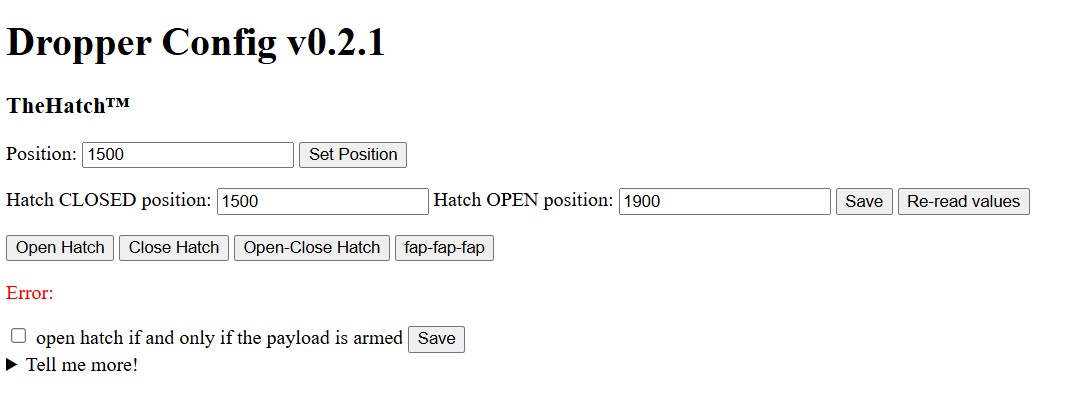 Dropper Config v0.2.1
TheHatch™
Position: 1500 Set Position
Hatch CLOSED position: 1500 Hatch OPEN position: 1900 Save Re-read values
Open Hatch Close Hatch Open-Close Hatch fap-fap-fap
Error:
open hatch if and only if the payload is armed Save
Tell me more!